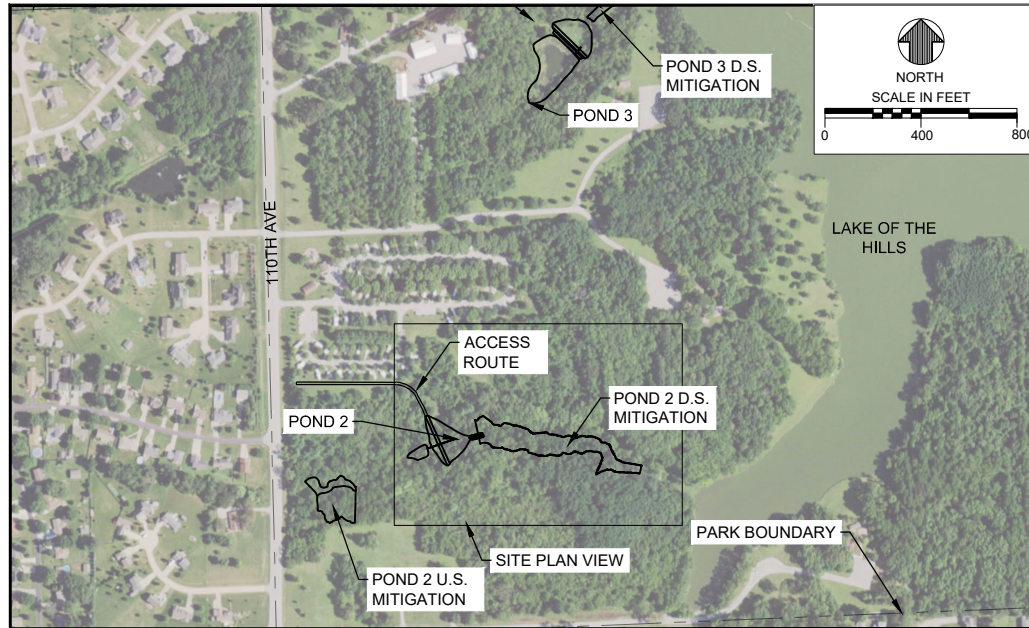 POND 3 D.S.
MITIGATION
POND 3
NORTH
SCALE IN FEET
0 400 800
110TH AVE
LAKE OF THE
HILLS
ACCESS
ROUTE
POND 2
POND 2 D.S.
MITIGATION
SITE PLAN VIEW
PARK BOUNDARY
POND 2 U.S.
MITIGATION